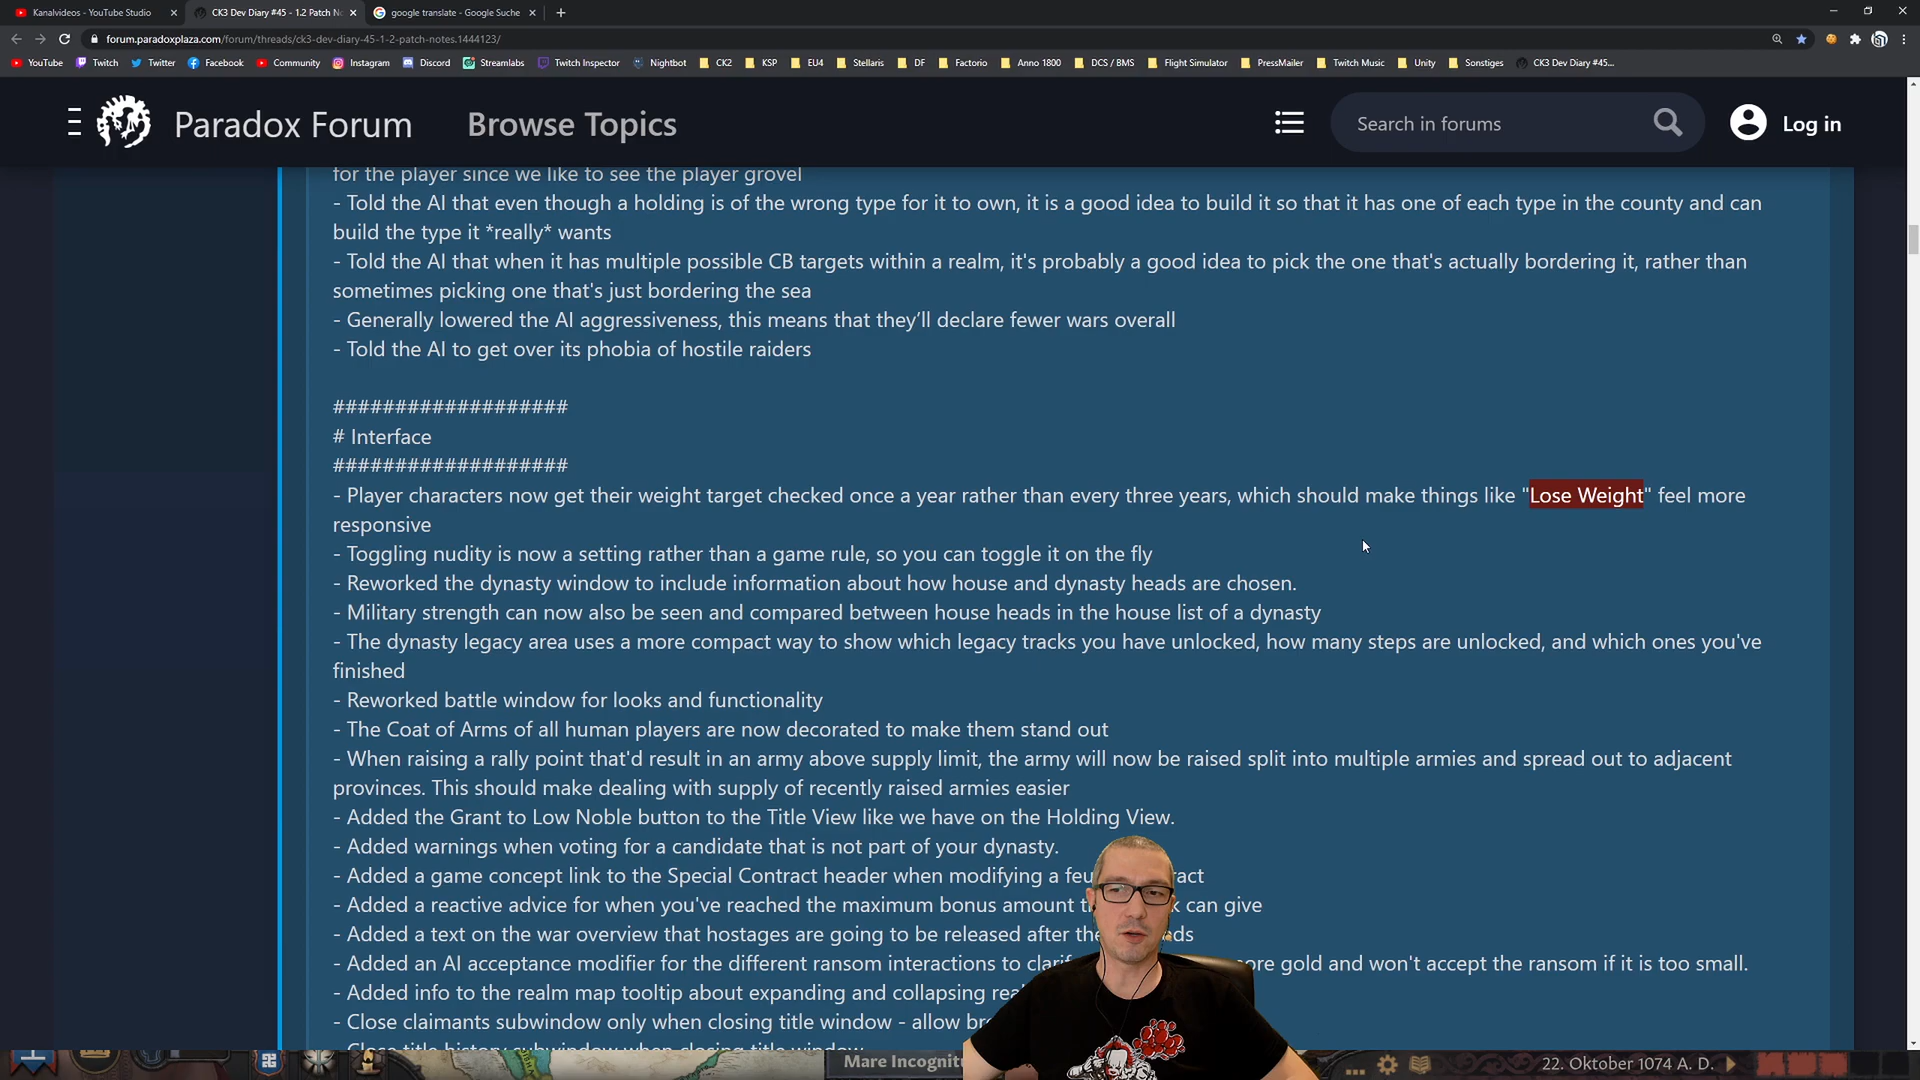 Kanalvideos - YouTube Studio
CK3 Dev Diary #45 - 1.2 Patch N
google translate - Google Suche
forum.paradoxplaza.com/forum/threads/ck3-dev-diary-45-1-2-patch-notes.1444123/
YouTube Twitch Twitter Facebook Community Instagram Discord Streamlabs Twitch Inspector Nightbot CK2 KSP EU4 Stellaris DF Factorio Anno 1800 DCS / BMS Flight Simulator PressMailer Twitch Music Unity Sonstiges CK3 Dev Diary #45...
Paradox Forum Browse Topics Search in forums Log in
for the player since we like to see the player grovel
- Told the AI that even though a holding is of the wrong type for it to own, it is a good idea to build it so that it has one of each type in the county and can
build the type it *really* wants
- Told the AI that when it has multiple possible CB targets within a realm, it's probably a good idea to pick the one that's actually bordering it, rather than
sometimes picking one that's just bordering the sea
- Generally lowered the AI aggressiveness, this means that they’ll declare fewer wars overall
- Told the AI to get over its phobia of hostile raiders
###################
# Interface
###################
- Player characters now get their weight target checked once a year rather than every three years, which should make things like "Lose Weight" feel more
responsive
- Toggling nudity is now a setting rather than a game rule, so you can toggle it on the fly
- Reworked the dynasty window to include information about how house and dynasty heads are chosen.
- Military strength can now also be seen and compared between house heads in the house list of a dynasty
- The dynasty legacy area uses a more compact way to show which legacy tracks you have unlocked, how many steps are unlocked, and which ones you've
finished
- Reworked battle window for looks and functionality
- The Coat of Arms of all human players are now decorated to make them stand out
- When raising a rally point that'd result in an army above supply limit, the army will now be raised split into multiple armies and spread out to adjacent
provinces. This should make dealing with supply of recently raised armies easier
- Added the Grant to Low Noble button to the Title View like we have on the Holding View.
- Added warnings when voting for a candidate that is not part of your dynasty.
- Added a game concept link to the Special Contract header when modifying a feu ract
- Added a reactive advice for when you've reached the maximum bonus amount t k can give
- Added a text on the war overview that hostages are going to be released after the ds
- Added an AI acceptance modifier for the different ransom interactions to clari ore gold and won't accept the ransom if it is too small.
- Added info to the realm map tooltip about expanding and collapsing rea
- Close claimants subwindow only when closing title window - allow br
- Close title history subwindow when closing title window
Mare Incognitu
22. Oktober 1074 A. D.